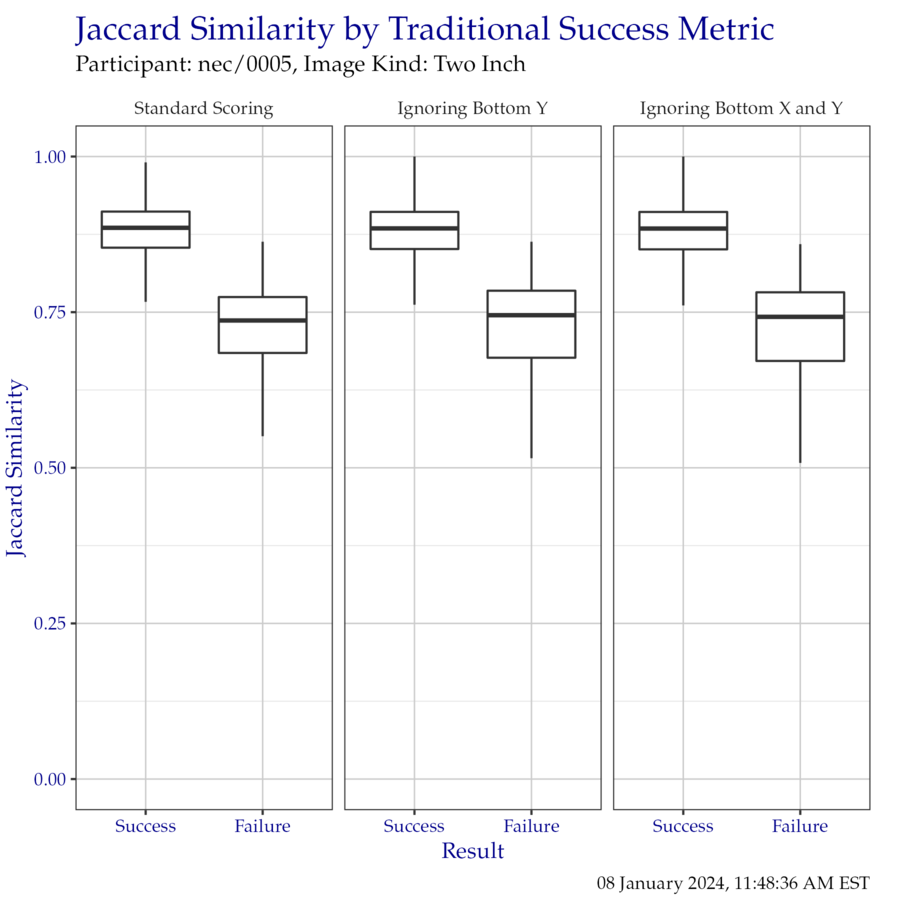 Jaccard Similarity by Traditional Success Metric
Participant: nec/0005, Image Kind: Two Inch
Standard Scoring
Ignoring Bottom Y
Ignoring Bottom X and Y
Jaccard Similarity
1.00
0.75
0.50
0.25
0.00
Success
Failure
Success
Failure
Success
Failure
Result
08 January 2024, 11:48:36 AM EST